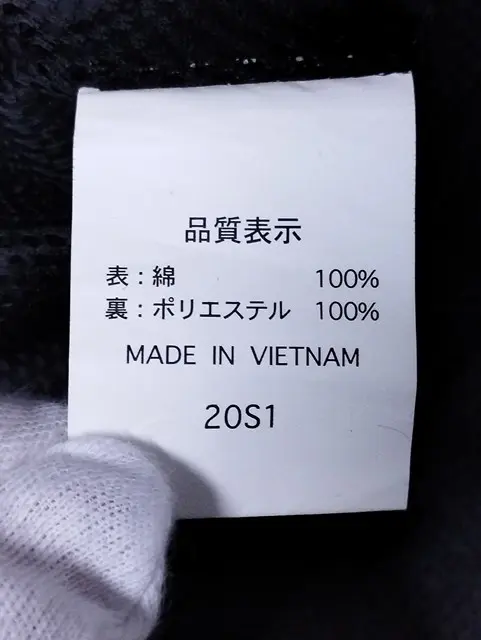 品質表示
表：綿 100%
裏：ポリエステル 100%
MADE IN VIETNAM
20S1